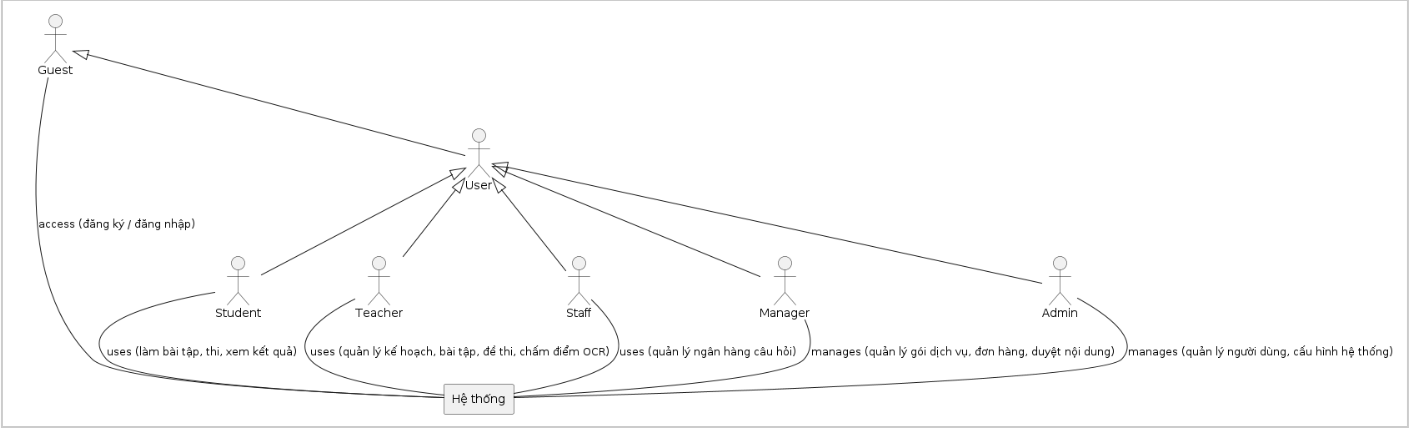 Guest
User
access (đăng ký / đăng nhập)
Student
Teacher
Staff
Manager
Admin
uses (làm bài tập, thi, xem kết quả)
uses (quản lý kế hoạch, bài tập, đề thi, chấm điểm OCR)
uses (quản lý ngân hàng câu hỏi)
manages (quản lý gói dịch vụ, đơn hàng, duyệt nội dung)
manages (quản lý người dùng, cấu hình hệ thống)
Hệ thống